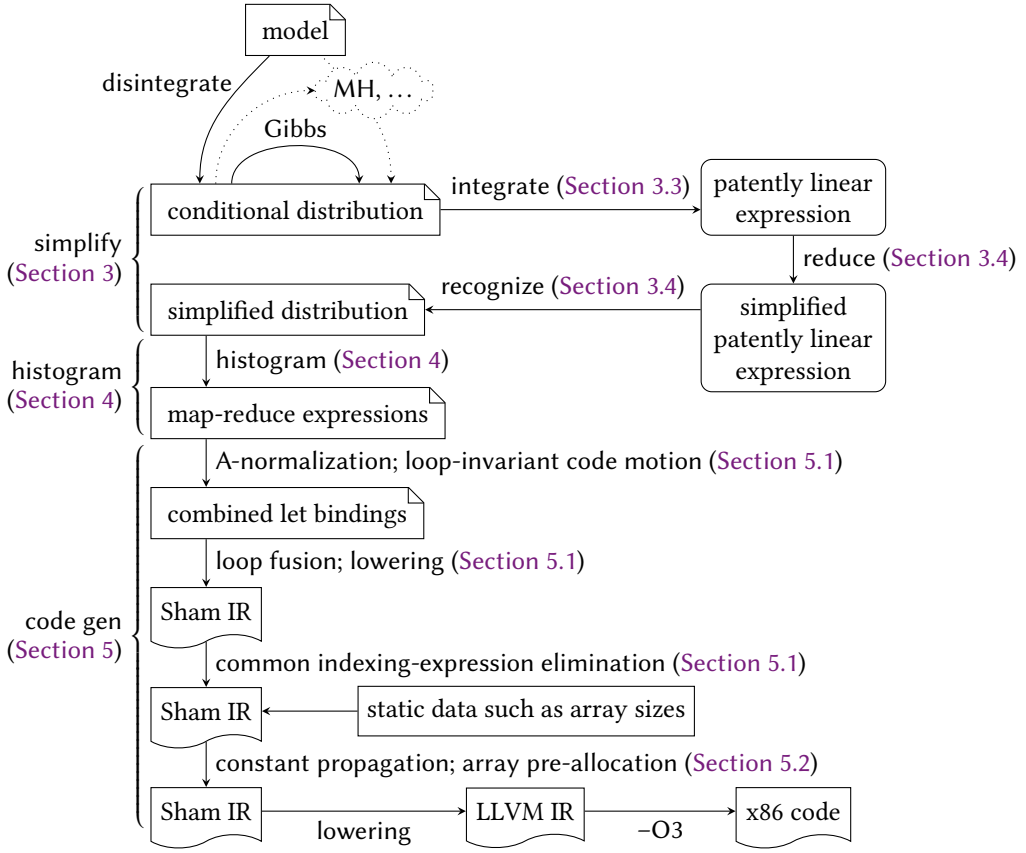 model
disintegrate
MH, …
Gibbs
integrate (Section 3.3)
patently linear
expression
conditional distribution
simplify
(Section 3)
reduce (Section 3.4)
recognize (Section 3.4)
simplified
patently linear
expression
simplified distribution
histogram (Section 4)
histogram
(Section 4)
map-reduce expressions
A-normalization; loop-invariant code motion (Section 5.1)
combined let bindings
loop fusion; lowering (Section 5.1)
Sham IR
code gen
(Section 5)
common indexing-expression elimination (Section 5.1)
Sham IR
static data such as array sizes
constant propagation; array pre-allocation (Section 5.2)
Sham IR
lowering
LLVM IR
–O3
x86 code